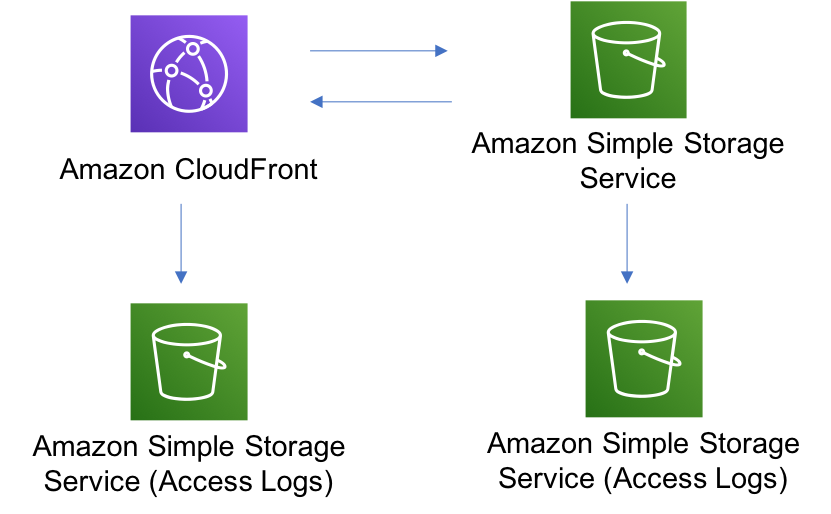 Amazon CloudFront
Amazon Simple Storage
Service
Amazon Simple Storage
Service (Access Logs)
Amazon Simple Storage
Service (Access Logs)